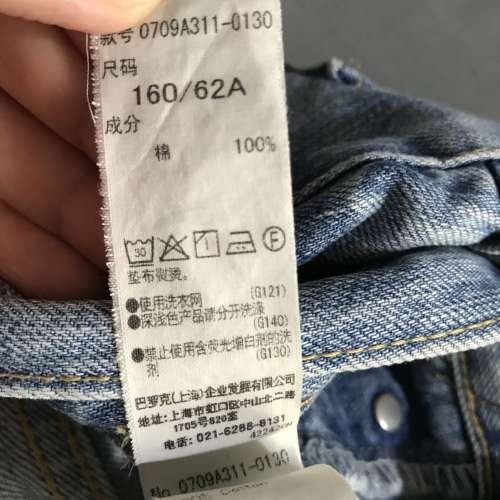 款号 0709A311-0130
尺码
160/62A
成分
棉 100%
30 F
垫布熨烫。
●使用洗衣网 (G121)
●深浅色产品请分开洗涤 (G140)
●禁止使用含荧光增白剂的洗
剂 (G130)
巴罗克(上海)企业发展有限公司
地址:上海市虹口区中山北二路
1705号820室
电话: 021-6288-8131
No. 0709A311-0130